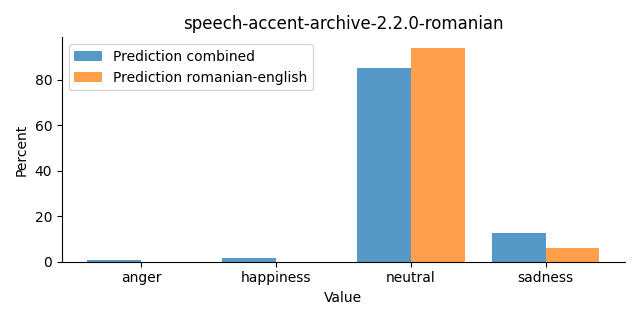 speech-accent-archive-2.2.0-romanian
Prediction combined
Prediction romanian-english
Percent
80
60
40
20
0
anger happiness neutral sadness
Value